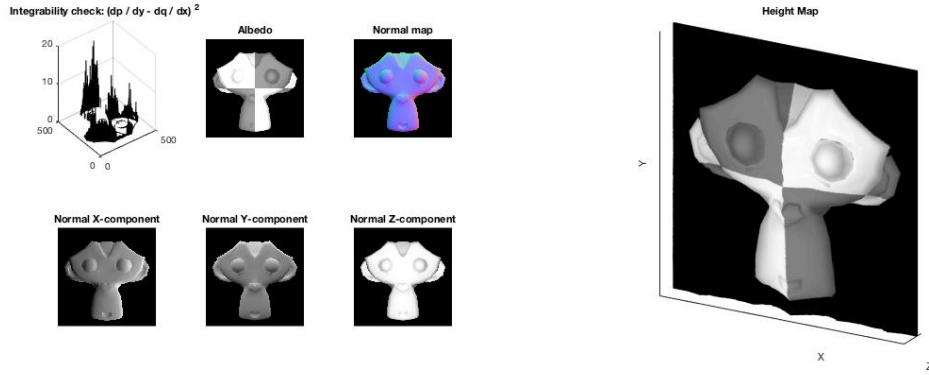 Integrability check: (dp / dy - dq / dx) ²
20
10
0
500
0
0
500
Albedo
Normal map
Normal X-component
Normal Y-component
Normal Z-component
Height Map
Y
X
Z